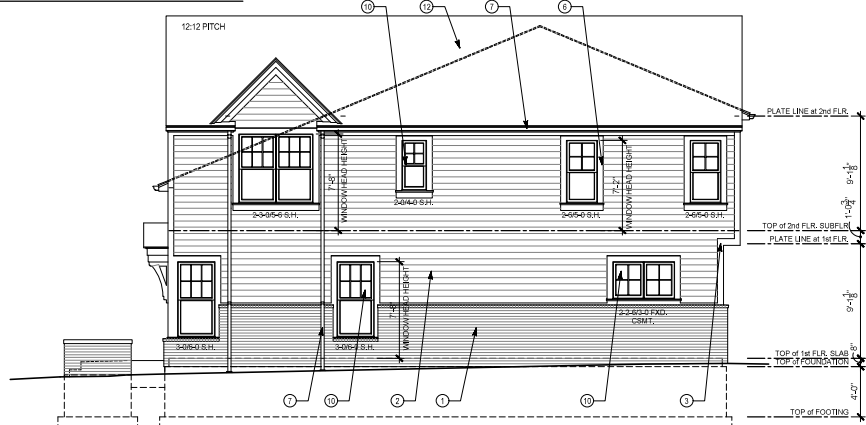 10
12
7
6
12:12 PITCH
PLATE LINE at 2nd FLR.
7'-8"
WINDOW HEAD HEIGHT
7'-2"
WINDOW HEAD HEIGHT
9'-1 1/8"
2-3-0/5-6 S.H.
2-0/4-0 S.H.
2-6/5-0 S.H.
2-6/5-0 S.H.
1'-0 3/4"
TOP of 2nd FLR. SUBFLR
PLATE LINE at 1st FLR.
7'-8"
WINDOW HEAD HEIGHT
9'-1 1/8"
2-2-6/3-0 FXD.
CSMT.
3-0/6-0 S.H.
3-0/6-0 S.H.
TOP of 1st FLR. SLAB
TOP of FOUNDATION
4'-0"
TOP of FOOTING
7
10
2
1
10
3